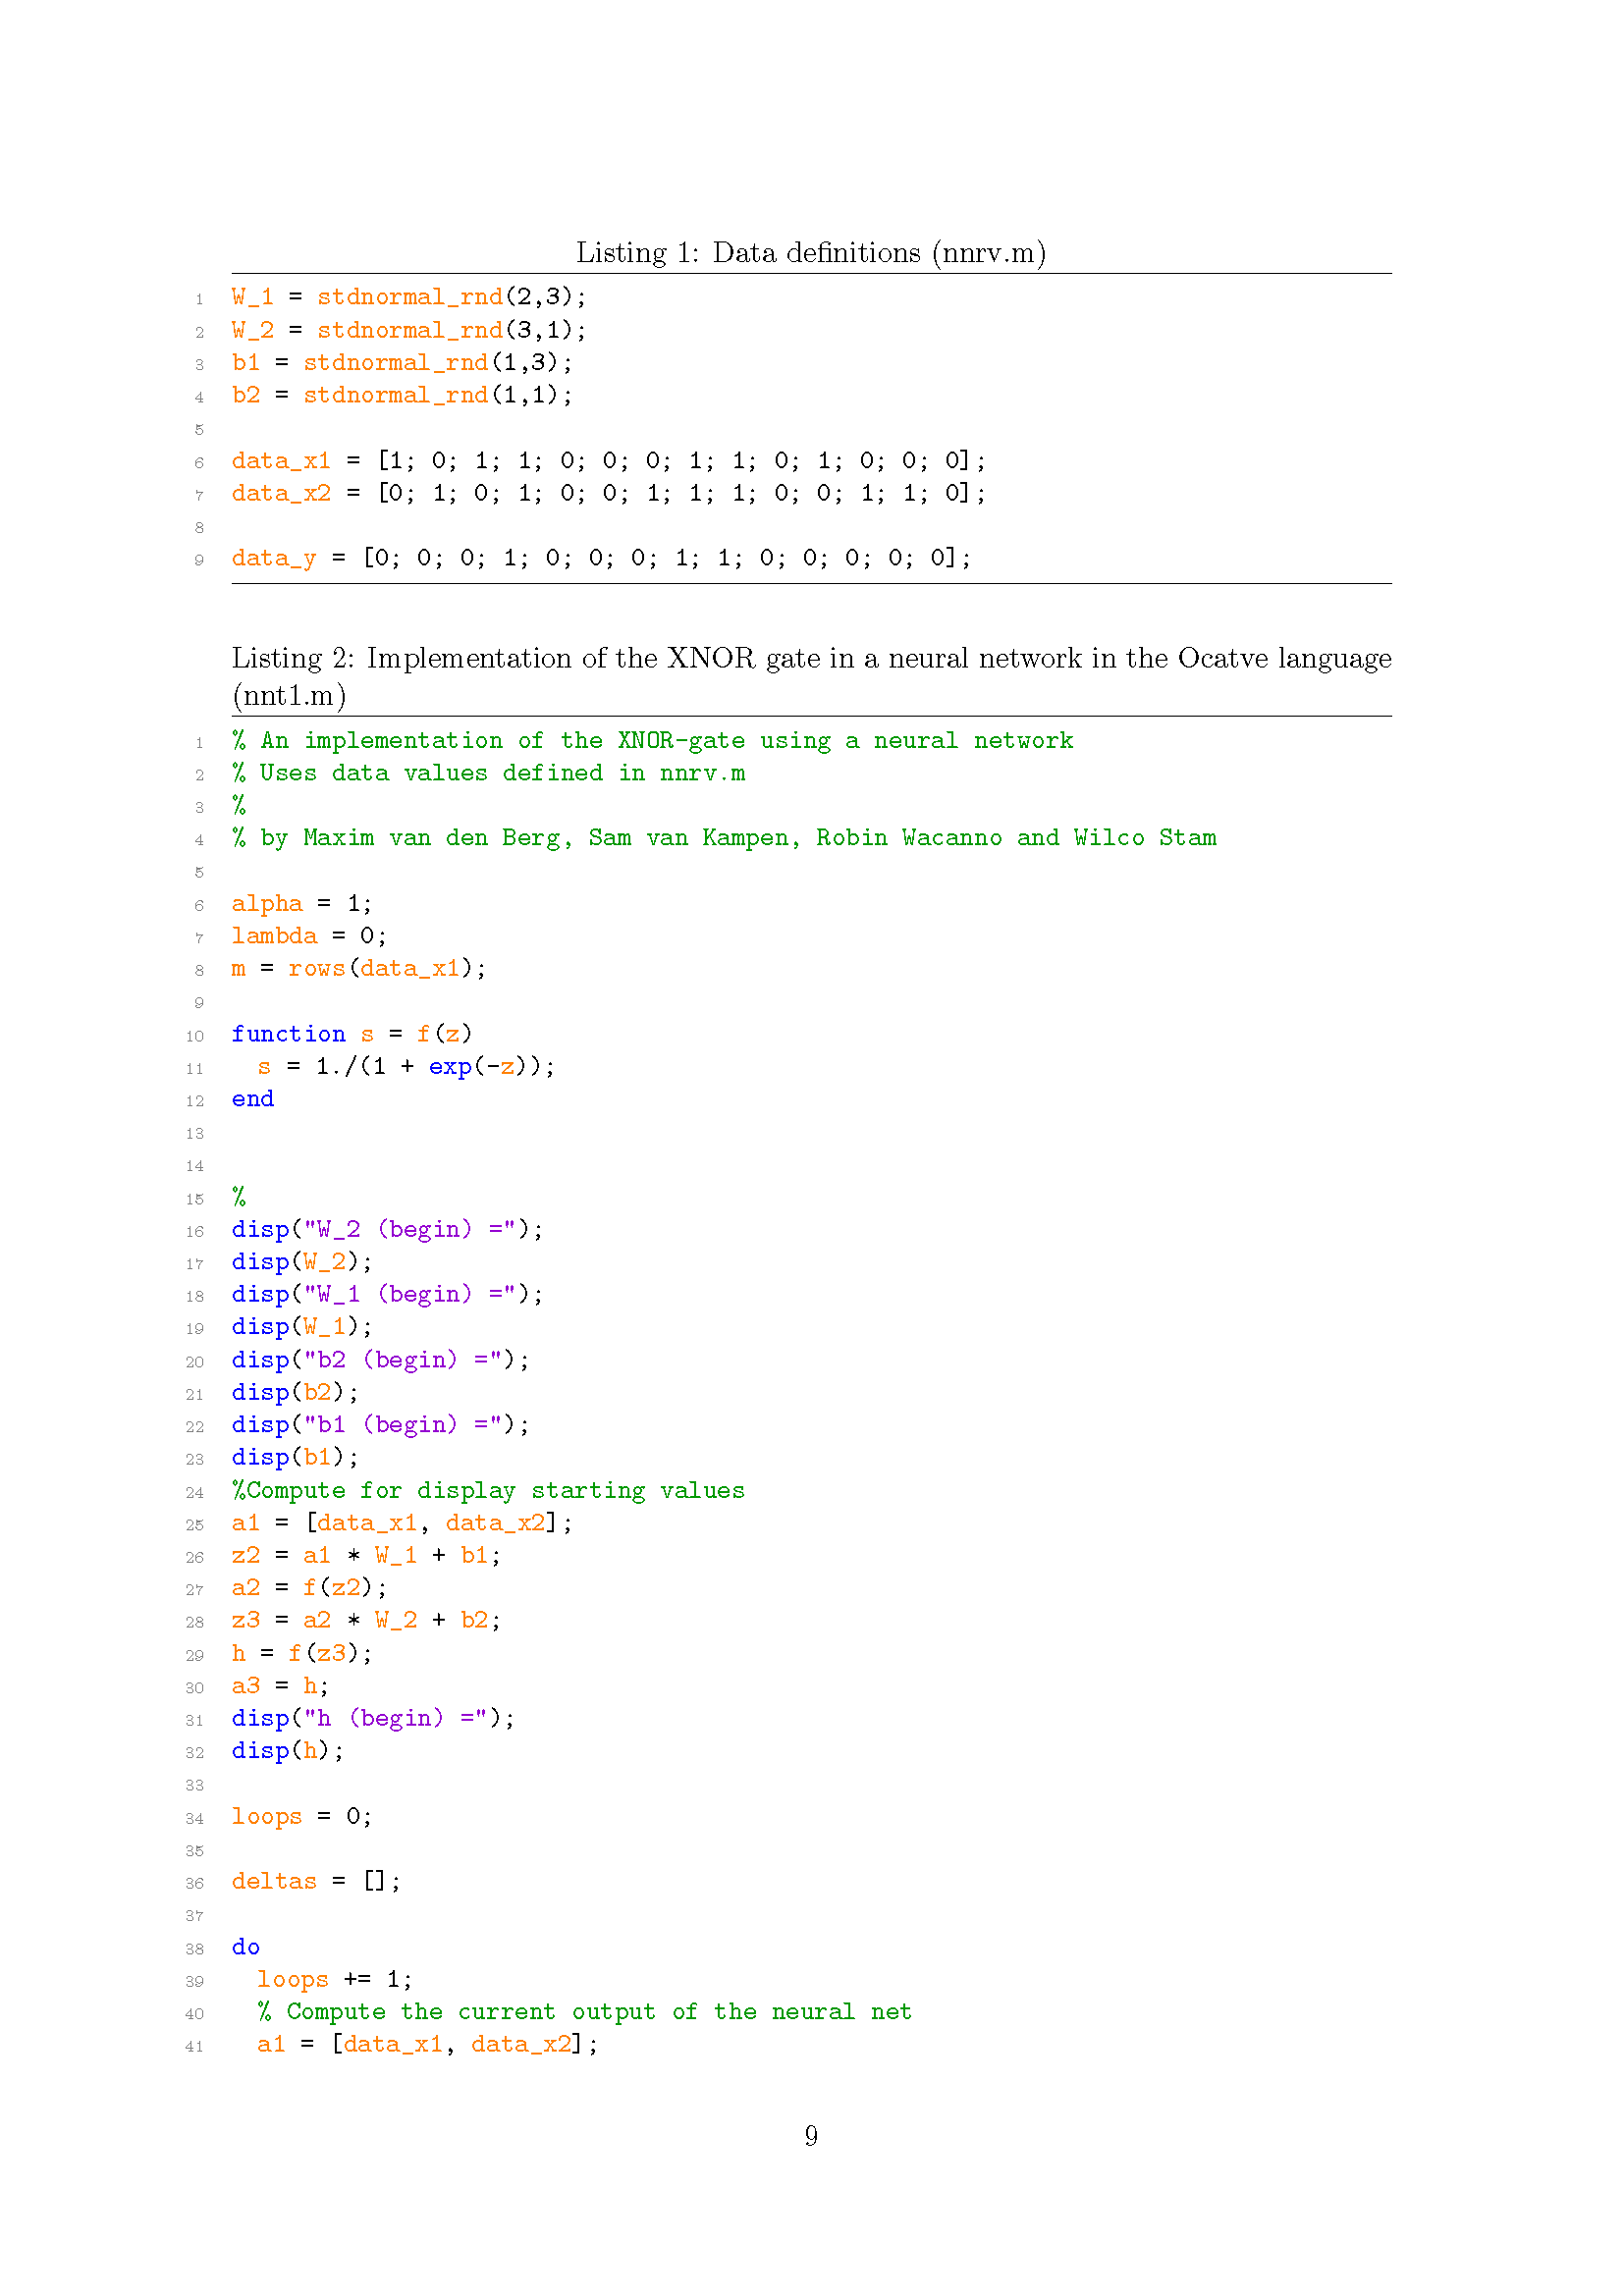 Listing 1: Data definitions (nnrv.m)
1 W_1 = stdnormal_rnd(2,3);
2 W_2 = stdnormal_rnd(3,1);
3 b1 = stdnormal_rnd(1,3);
4 b2 = stdnormal_rnd(1,1);
5
6 data_x1 = [1; 0; 1; 1; 0; 0; 0; 1; 1; 0; 1; 0; 0; 0];
7 data_x2 = [0; 1; 0; 1; 0; 0; 1; 1; 1; 0; 0; 1; 1; 0];
8
9 data_y = [0; 0; 0; 1; 0; 0; 0; 1; 1; 0; 0; 0; 0; 0];
Listing 2: Implementation of the XNOR gate in a neural network in the Ocatve language
(nnt1.m)
1 % An implementation of the XNOR-gate using a neural network
2 % Uses data values defined in nnrv.m
3 %
4 % by Maxim van den Berg, Sam van Kampen, Robin Wacanno and Wilco Stam
5
6 alpha = 1;
7 lambda = 0;
8 m = rows(data_x1);
9
10 function s = f(z)
11   s = 1./(1 + exp(-z));
12 end
13
14
15 %
16 disp("W_2 (begin) =");
17 disp(W_2);
18 disp("W_1 (begin) =");
19 disp(W_1);
20 disp("b2 (begin) =");
21 disp(b2);
22 disp("b1 (begin) =");
23 disp(b1);
24 %Compute for display starting values
25 a1 = [data_x1, data_x2];
26 z2 = a1 * W_1 + b1;
27 a2 = f(z2);
28 z3 = a2 * W_2 + b2;
29 h = f(z3);
30 a3 = h;
31 disp("h (begin) =");
32 disp(h);
33
34 loops = 0;
35
36 deltas = [];
37
38 do
39   loops += 1;
40   % Compute the current output of the neural net
41   a1 = [data_x1, data_x2];
9